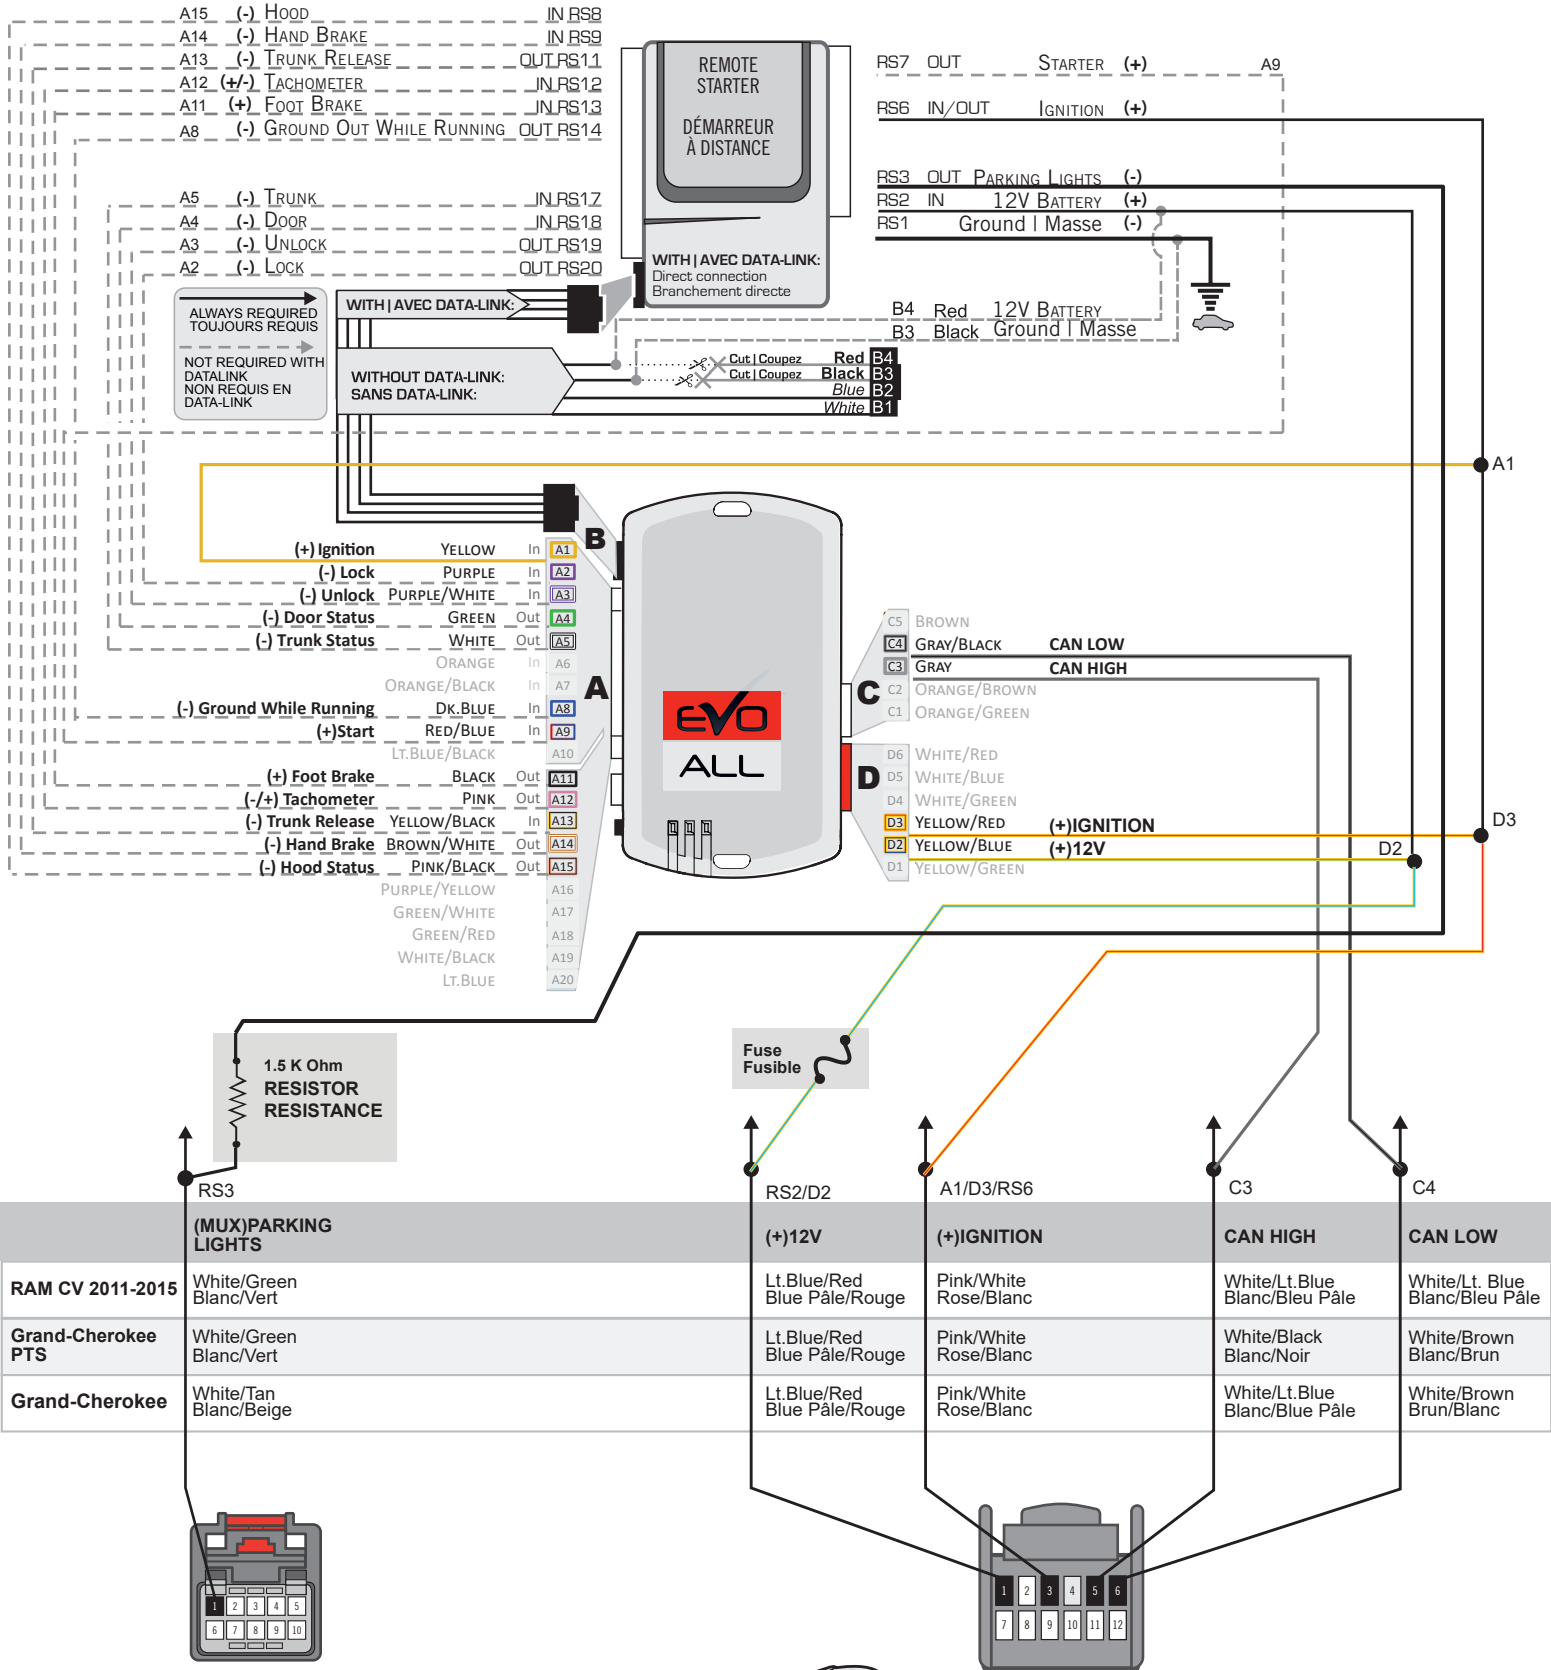 A15 (-) HOOD IN RS8
A14 (-) HAND BRAKE IN RS9
A13 (-) TRUNK RELEASE OUT RS11
A12 (+/-) TACHOMETER IN RS12
A11 (+) FOOT BRAKE IN RS13
A8 (-) GROUND OUT WHILE RUNNING OUT RS14
A5 (-) TRUNK IN RS17
A4 (-) DOOR IN RS18
A3 (-) UNLOCK OUT RS19
A2 (-) LOCK OUT RS20
REMOTE
STARTER
DÉMARREUR
À DISTANCE
WITH | AVEC DATA-LINK:
Direct connection
Branchement directe
RS7 OUT STARTER (+) A9
RS6 IN/OUT IGNITION (+)
RS3 OUT PARKING LIGHTS (-)
RS2 IN 12V BATTERY (+)
RS1 Ground | Masse (-)
ALWAYS REQUIRED
TOUJOURS REQUIS
NOT REQUIRED WITH
DATALINK
NON REQUIS EN
DATA-LINK
WITH | AVEC DATA-LINK:
WITHOUT DATA-LINK:
SANS DATA-LINK:
B4 Red 12V BATTERY
B3 Black Ground | Masse
Cut | Coupez Red B4
Cut | Coupez Black B3
Blue B2
White B1
A1
B
(+) Ignition YELLOW In A1
(-) Lock PURPLE In A2
(-) Unlock PURPLE/WHITE In A3
(-) Door Status GREEN Out A4
(-) Trunk Status WHITE Out A5
ORANGE In A6
ORANGE/BLACK In A7
(-) Ground While Running DK.BLUE In A8
(+)Start RED/BLUE In A9
LT.BLUE/BLACK A10
(+) Foot Brake BLACK Out A11
(-/+) Tachometer PINK Out A12
(-) Trunk Release YELLOW/BLACK In A13
(-) Hand Brake BROWN/WHITE Out A14
(-) Hood Status PINK/BLACK Out A15
PURPLE/YELLOW A16
GREEN/WHITE A17
GREEN/RED A18
WHITE/BLACK A19
LT.BLUE A20
A
EVO
ALL
C
C5 BROWN
C4 GRAY/BLACK CAN LOW
C3 GRAY CAN HIGH
C2 ORANGE/BROWN
C1 ORANGE/GREEN
D
D6 WHITE/RED
D5 WHITE/BLUE
D4 WHITE/GREEN
D3 YELLOW/RED (+)IGNITION D3
D2 YELLOW/BLUE (+)12V D2
D1 YELLOW/GREEN
1.5 K Ohm
RESISTOR
RESISTANCE
Fuse
Fusible
RS3 RS2/D2 A1/D3/RS6 C3 C4
(MUX)PARKING
LIGHTS
(+)12V (+)IGNITION CAN HIGH CAN LOW
RAM CV 2011-2015
White/Green Lt.Blue/Red Pink/White White/Lt.Blue White/Lt. Blue
Blanc/Vert Blue Pâle/Rouge Rose/Blanc Blanc/Bleu Pâle Blanc/Bleu Pâle
Grand-Cherokee
PTS
White/Green Lt.Blue/Red Pink/White White/Black White/Brown
Blanc/Vert Blue Pâle/Rouge Rose/Blanc Blanc/Noir Blanc/Brun
Grand-Cherokee
White/Tan Lt.Blue/Red Pink/White White/Lt.Blue White/Brown
Blanc/Beige Blue Pâle/Rouge Rose/Blanc Blanc/Blue Pâle Brun/Blanc
1 2 3 4 5
6 7 8 9 10
1 2 3 4 5 6
7 8 9 10 11 12